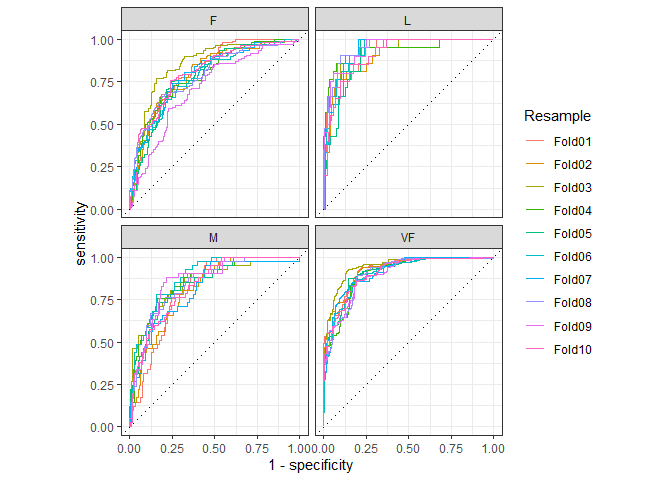 F
L
1.00
0.75
0.50
0.25
0.00
M
VF
1.00
0.75
0.50
0.25
0.00
0.00 0.25 0.50 0.75 1.00
0.00 0.25 0.50 0.75 1.00
1 - specificity
sensitivity
Resample
Fold01
Fold02
Fold03
Fold04
Fold05
Fold06
Fold07
Fold08
Fold09
Fold10